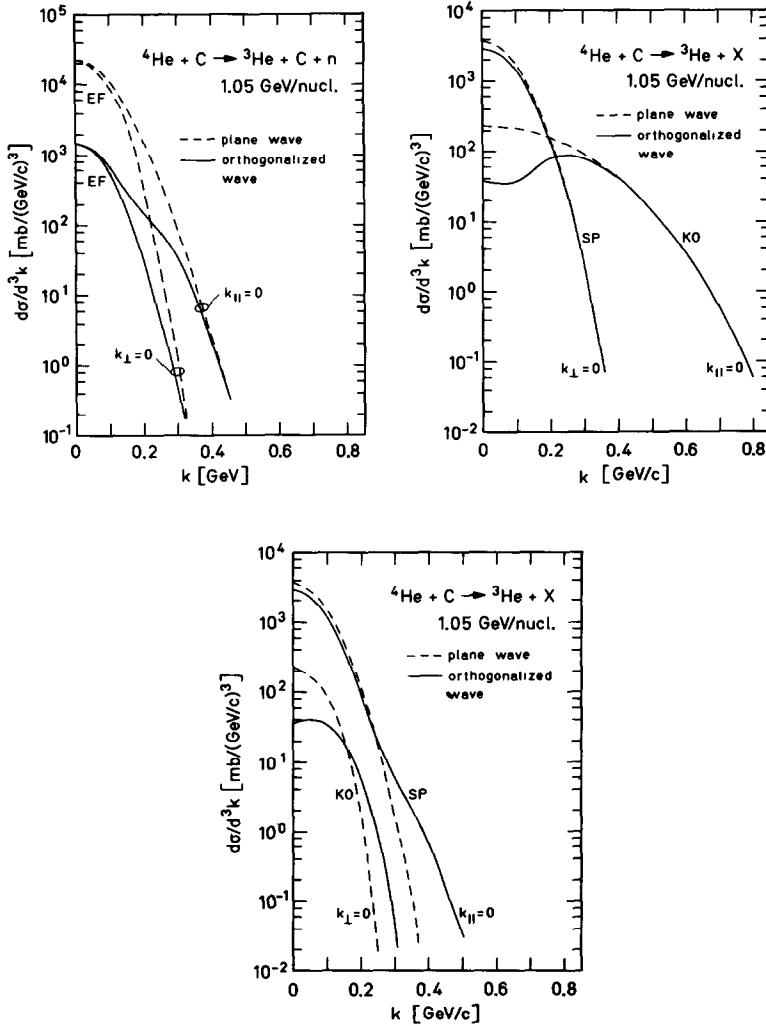 10⁵
10⁴
10³
10²
10¹
10⁰
10⁻¹
dσ/d³k [mb/(GeV/c)³]
⁴He + C → ³He + C + n
1.05 GeV/nucl.
plane wave
orthogonalized
wave
EF
EF
k∥=0
k⊥=0
0 0.2 0.4 0.6 0.8
k [GeV]
10⁴
10³
10²
10¹
10⁰
10⁻¹
10⁻²
dσ/d³k [mb/(GeV/c)³]
⁴He + C → ³He + X
1.05 GeV/nucl.
plane wave
orthogonalized
wave
SP
KO
k⊥=0
k∥=0
0 0.2 0.4 0.6 0.8
k [GeV/c]
10⁴
10³
10²
10¹
10⁰
10⁻¹
10⁻²
dσ/d³k [mb/(GeV/c)³]
⁴He + C → ³He + X
1.05 GeV/nucl.
plane wave
orthogonalized
wave
KO
SP
k⊥=0
k∥=0
0 0.2 0.4 0.6 0.8
k [GeV/c]